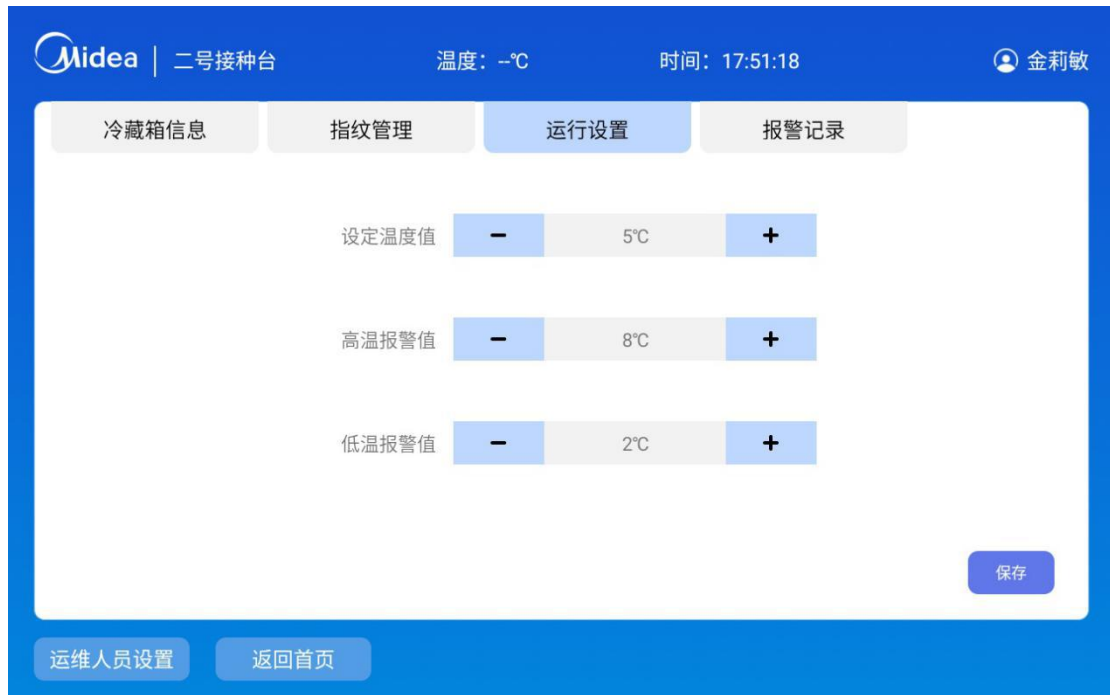 Midea | 二号接种台 温度：--℃ 时间：17:51:18 金莉敏
冷藏箱信息 指纹管理 运行设置 报警记录
设定温度值 － 5℃ +
高温报警值 － 8℃ +
低温报警值 － 2℃ +
保存
运维人员设置 返回首页